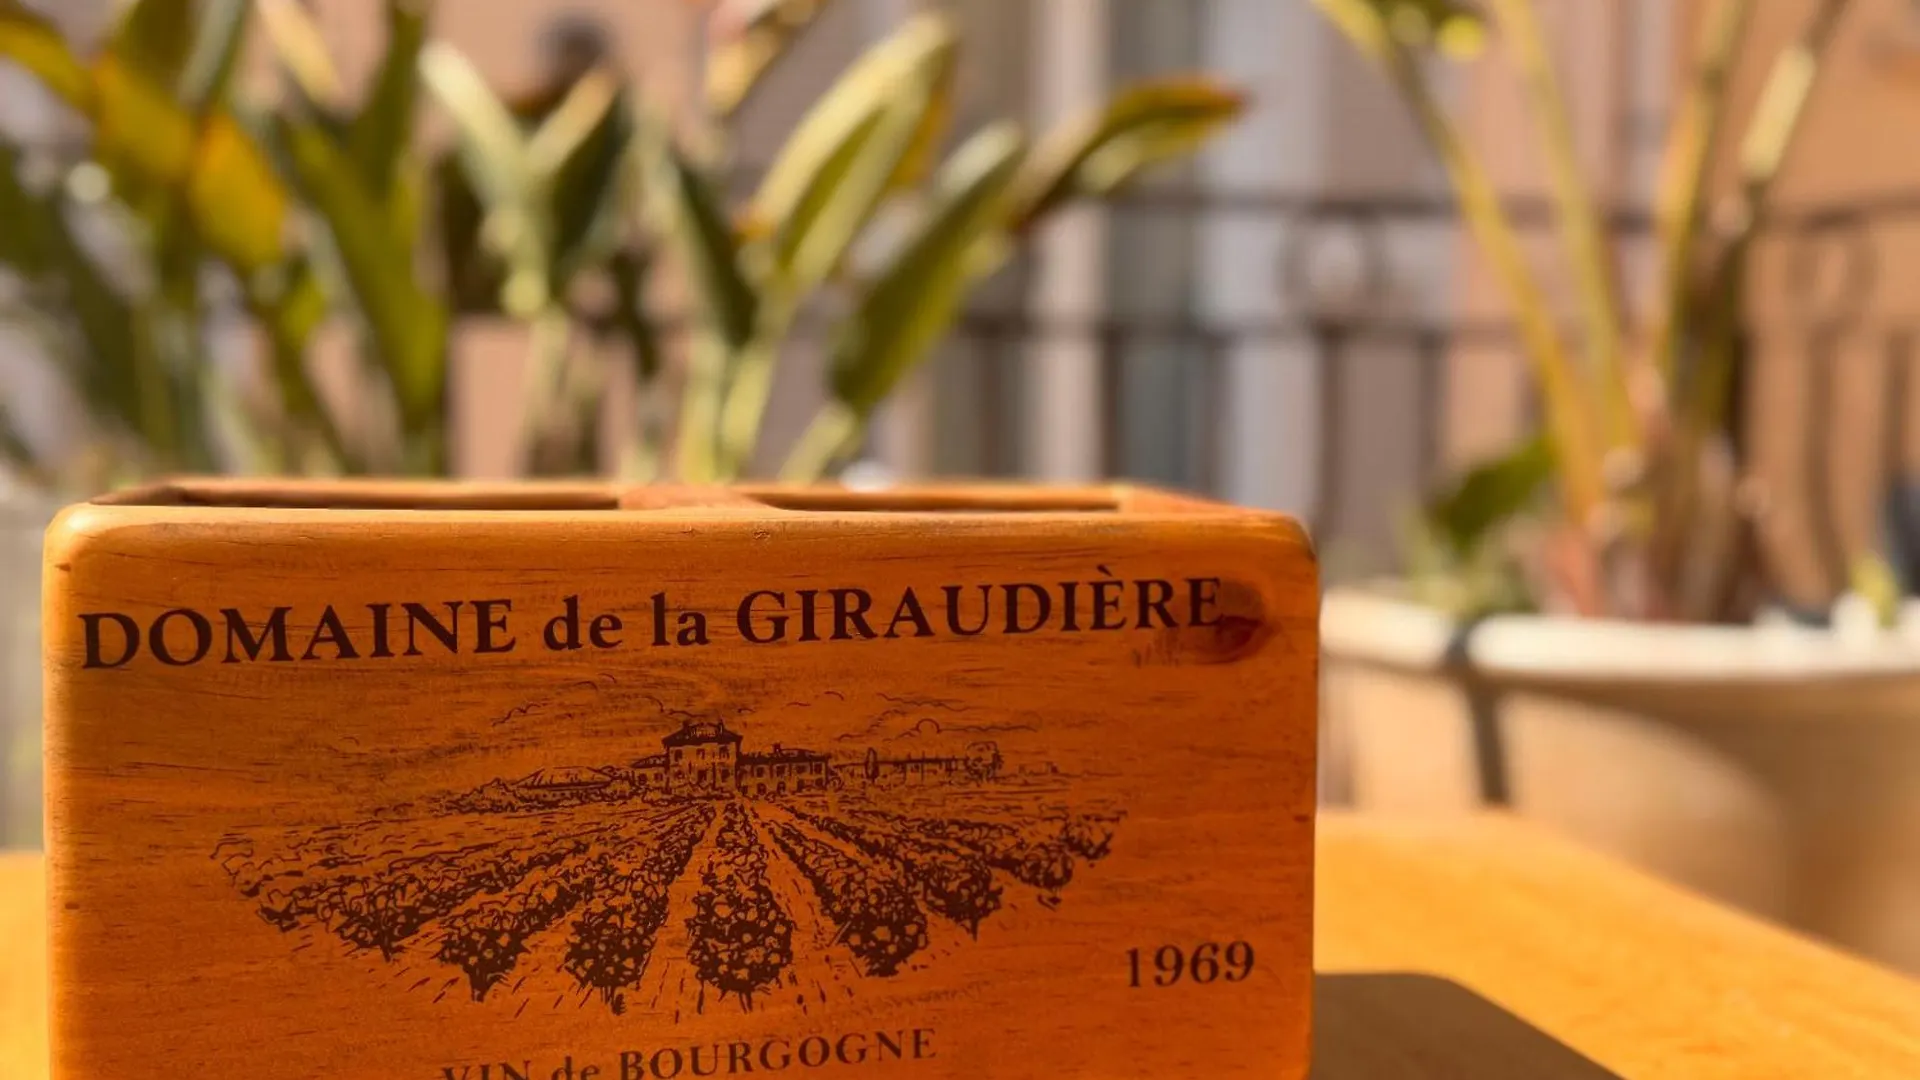 DOMAINE de la GIRAUDIÈRE
1969
VIN de BOURGOGNE